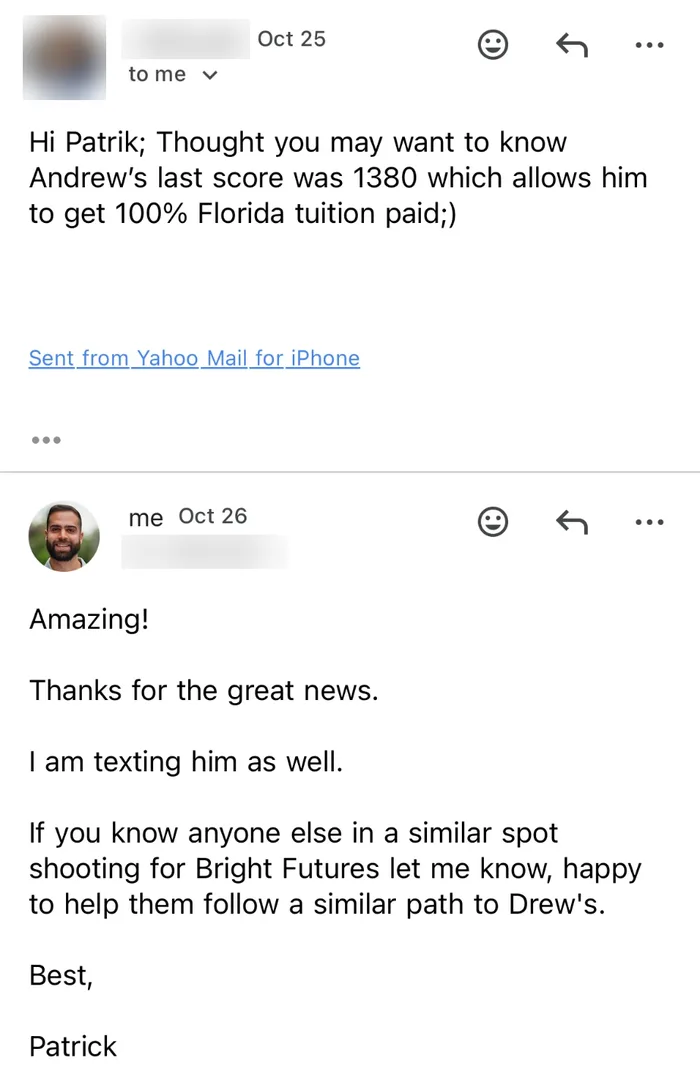 Oct 25
to me
Hi Patrik; Thought you may want to know
Andrew’s last score was 1380 which allows him
to get 100% Florida tuition paid;)
Sent from Yahoo Mail for iPhone
me Oct 26
Amazing!
Thanks for the great news.
I am texting him as well.
If you know anyone else in a similar spot
shooting for Bright Futures let me know, happy
to help them follow a similar path to Drew's.
Best,
Patrick